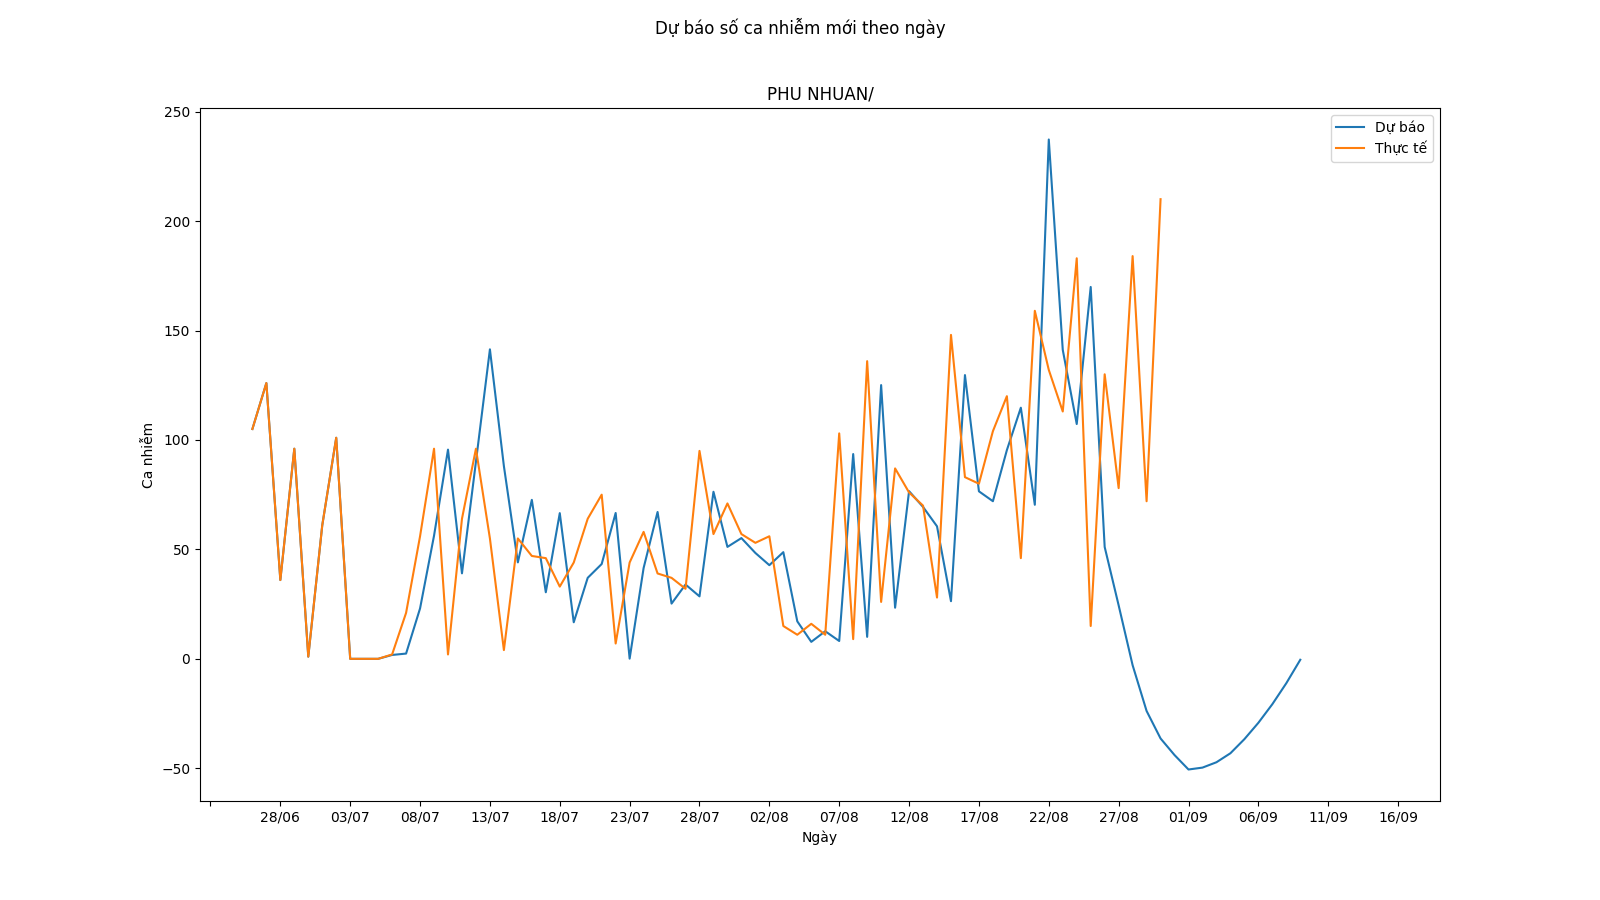 Dự báo số ca nhiễm mới theo ngày
PHU NHUAN/
Dự báo
Thực tế
250
200
150
100
50
0
−50
Ca nhiễm
28/06 03/07 08/07 13/07 18/07 23/07 28/07 02/08 07/08 12/08 17/08 22/08 27/08 01/09 06/09 11/09 16/09
Ngày